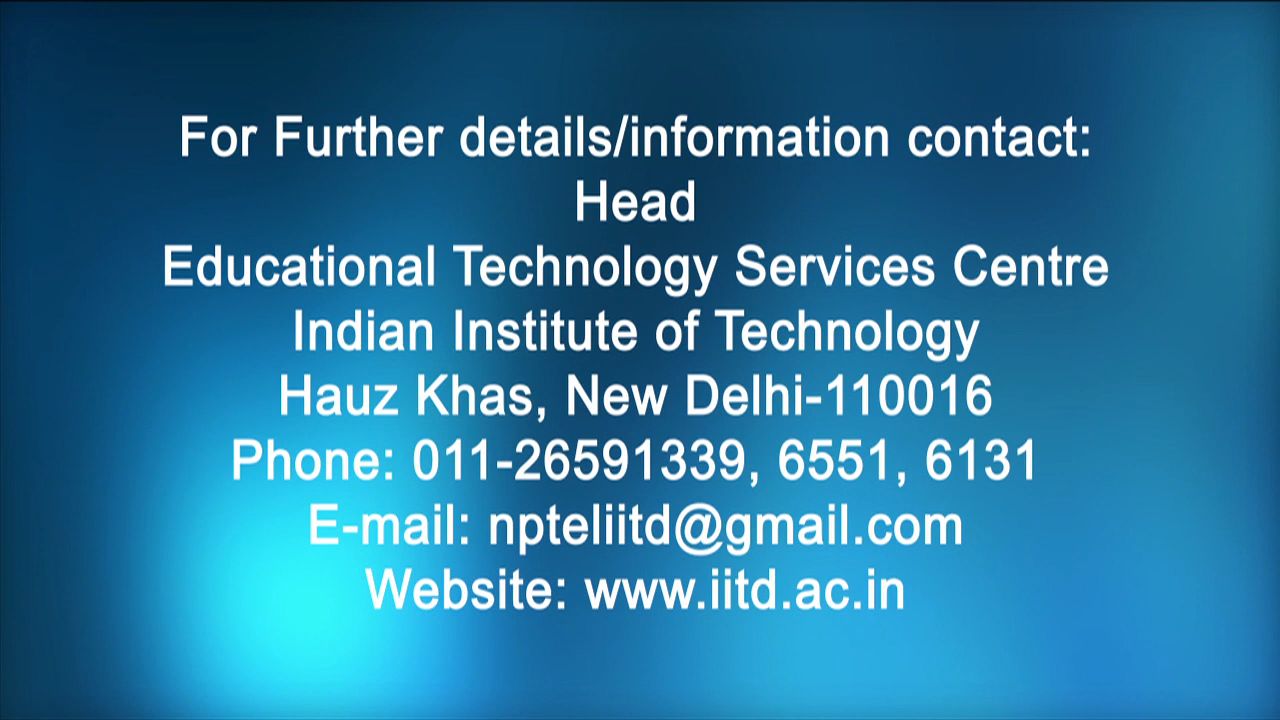 For Further details/information contact:
Head
Educational Technology Services Centre
Indian Institute of Technology
Hauz Khas, New Delhi-110016
Phone: 011-26591339, 6551, 6131
E-mail: npteliitd@gmail.com
Website: www.iitd.ac.in